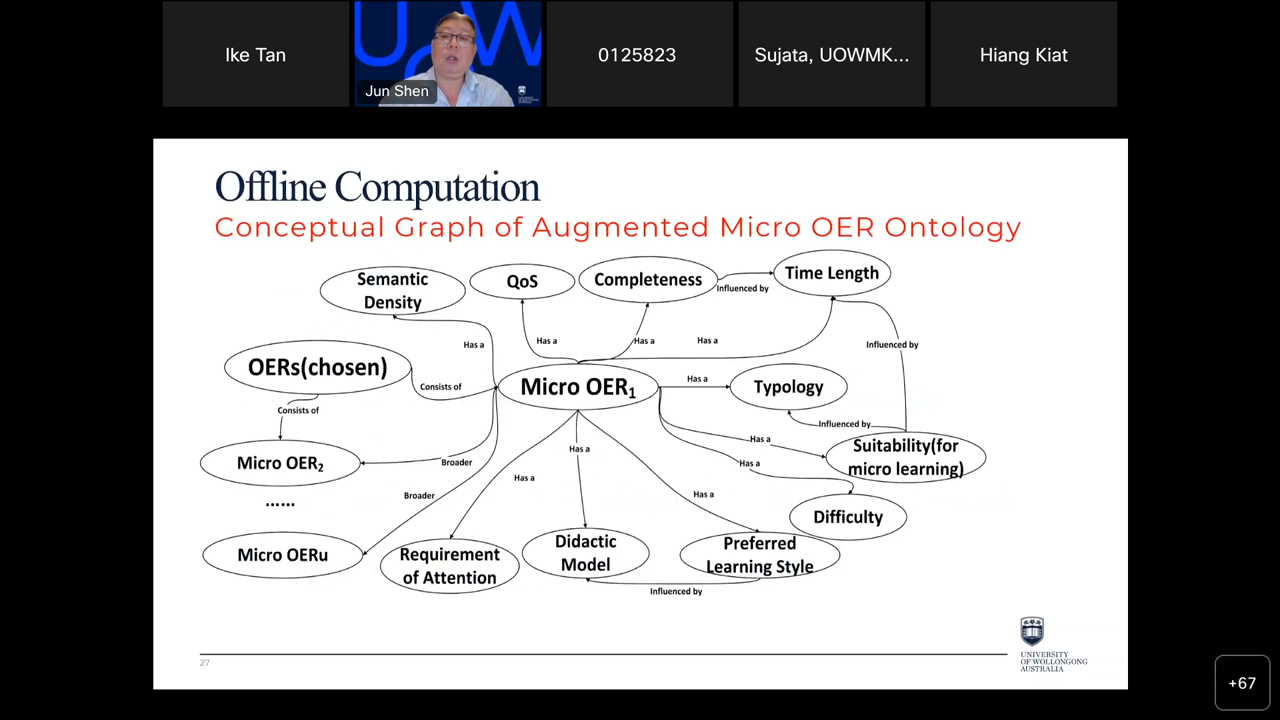 Ike Tan
Jun Shen
0125823
Sujata, UOWMK...
Hiang Kiat
Offline Computation
Conceptual Graph of Augmented Micro OER Ontology
Semantic
Density
QoS
Completeness
Influenced by
Time Length
Has a
Has a
Has a
Has a
Influenced by
OERs(chosen)
Consists of
Consists of
Micro OER₁
Has a
Typology
Influenced by
Has a
Suitability(for
micro learning)
Has a
Difficulty
Micro OER₂
Broader
......
Broader
Micro OERu
Has a
Has a
Has a
Requirement
of Attention
Didactic
Model
Preferred
Learning Style
Influenced by
27
UNIVERSITY
OF WOLLONGONG
AUSTRALIA
+67